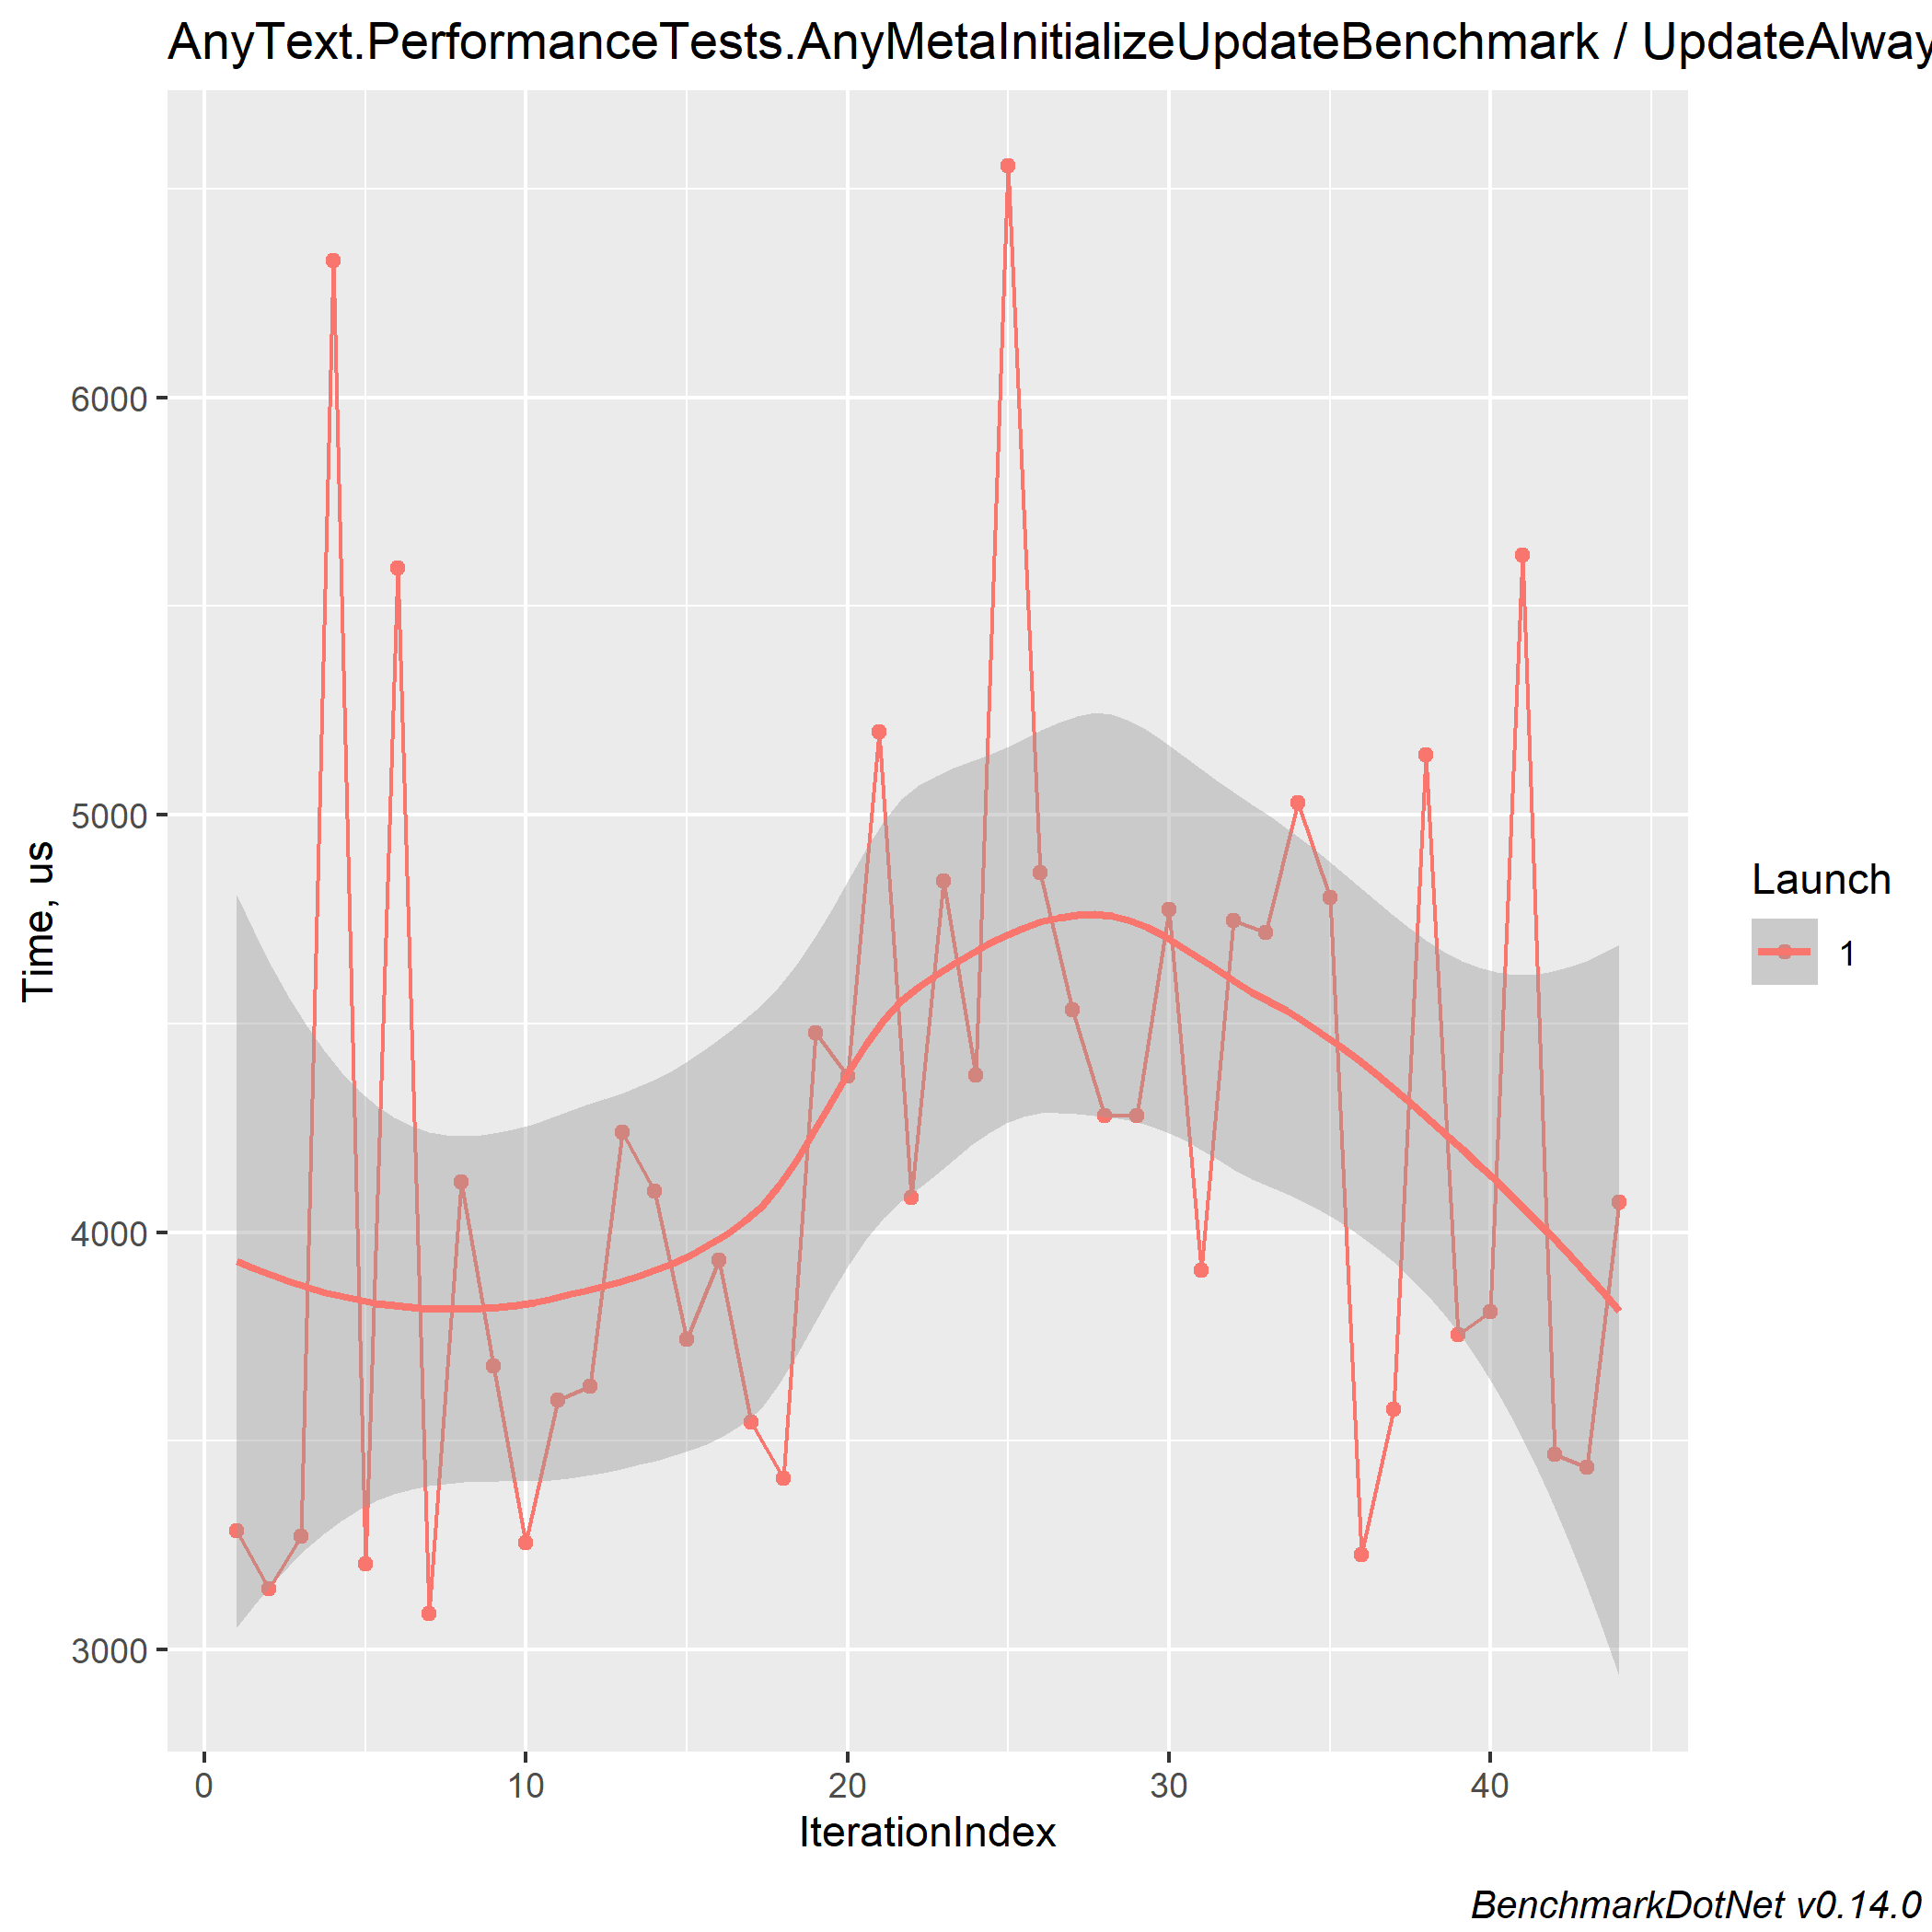 AnyText.PerformanceTests.AnyMetaInitializeUpdateBenchmark / UpdateAlway
6000
5000
4000
3000
Time, us
0 10 20 30 40
IterationIndex
Launch
1
BenchmarkDotNet v0.14.0